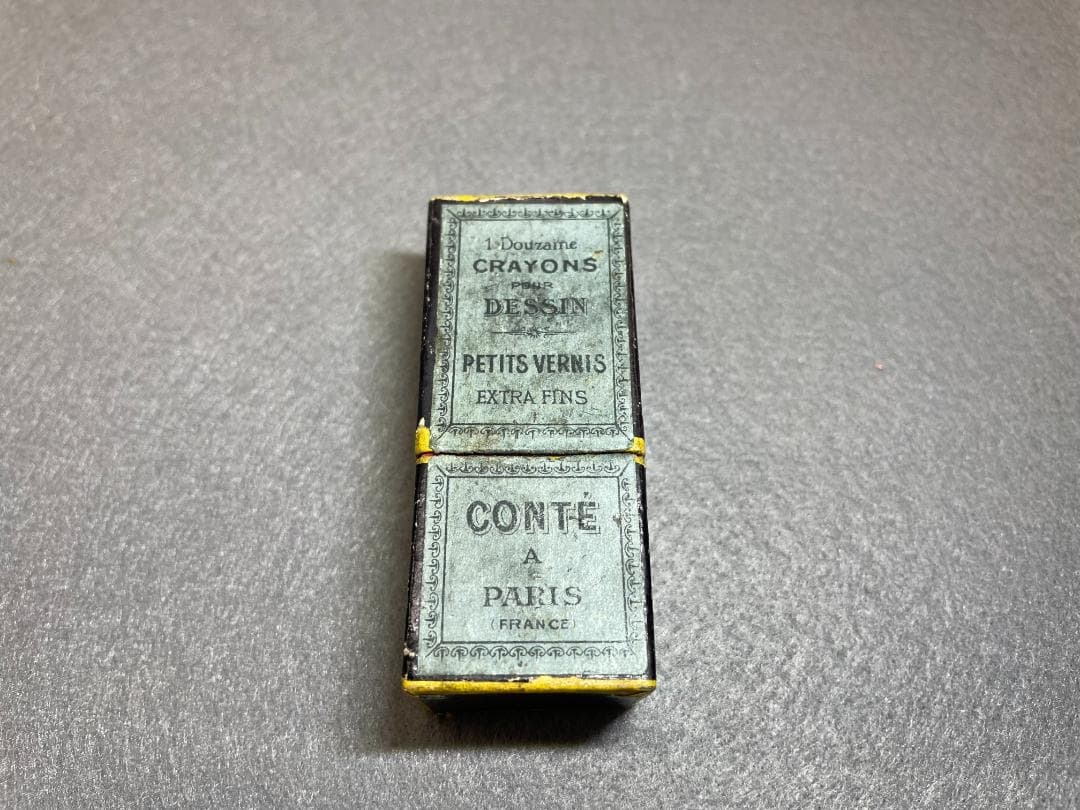 1 Douzaine
CRAYONS
POUR
DESSIN
PETITS VERNIS
EXTRA FINS
CONTÉ
A
PARIS
(FRANCE)